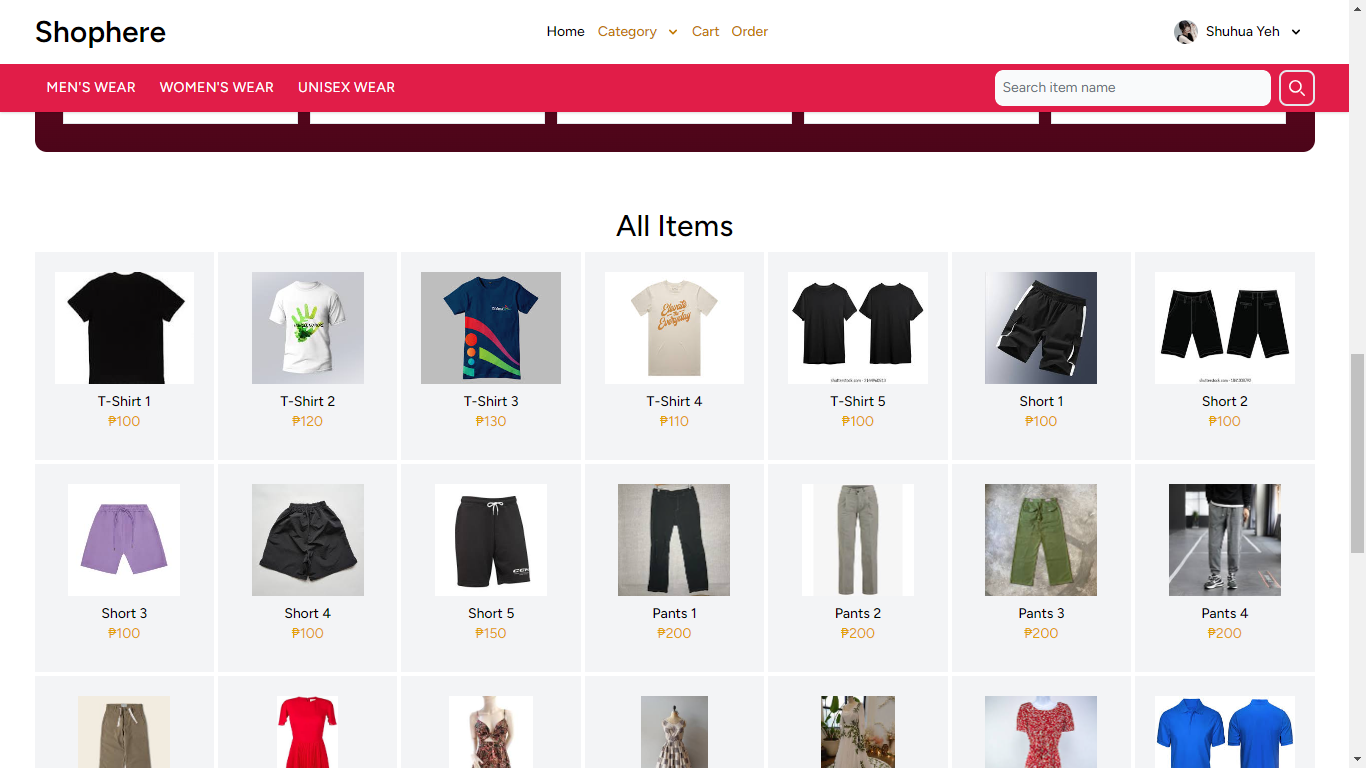 Shophere
Home Category Cart Order
Shuhua Yeh
MEN'S WEAR WOMEN'S WEAR UNISEX WEAR
Search item name
All Items
Etsuits
Everyday
T-Shirt 1 T-Shirt 2 T-Shirt 3 T-Shirt 4 T-Shirt 5 Short 1 Short 2
₱100 ₱120 ₱130 ₱110 ₱100 ₱100 ₱100
Short 3 Short 4 Short 5 Pants 1 Pants 2 Pants 3 Pants 4
₱100 ₱100 ₱150 ₱200 ₱200 ₱200 ₱200